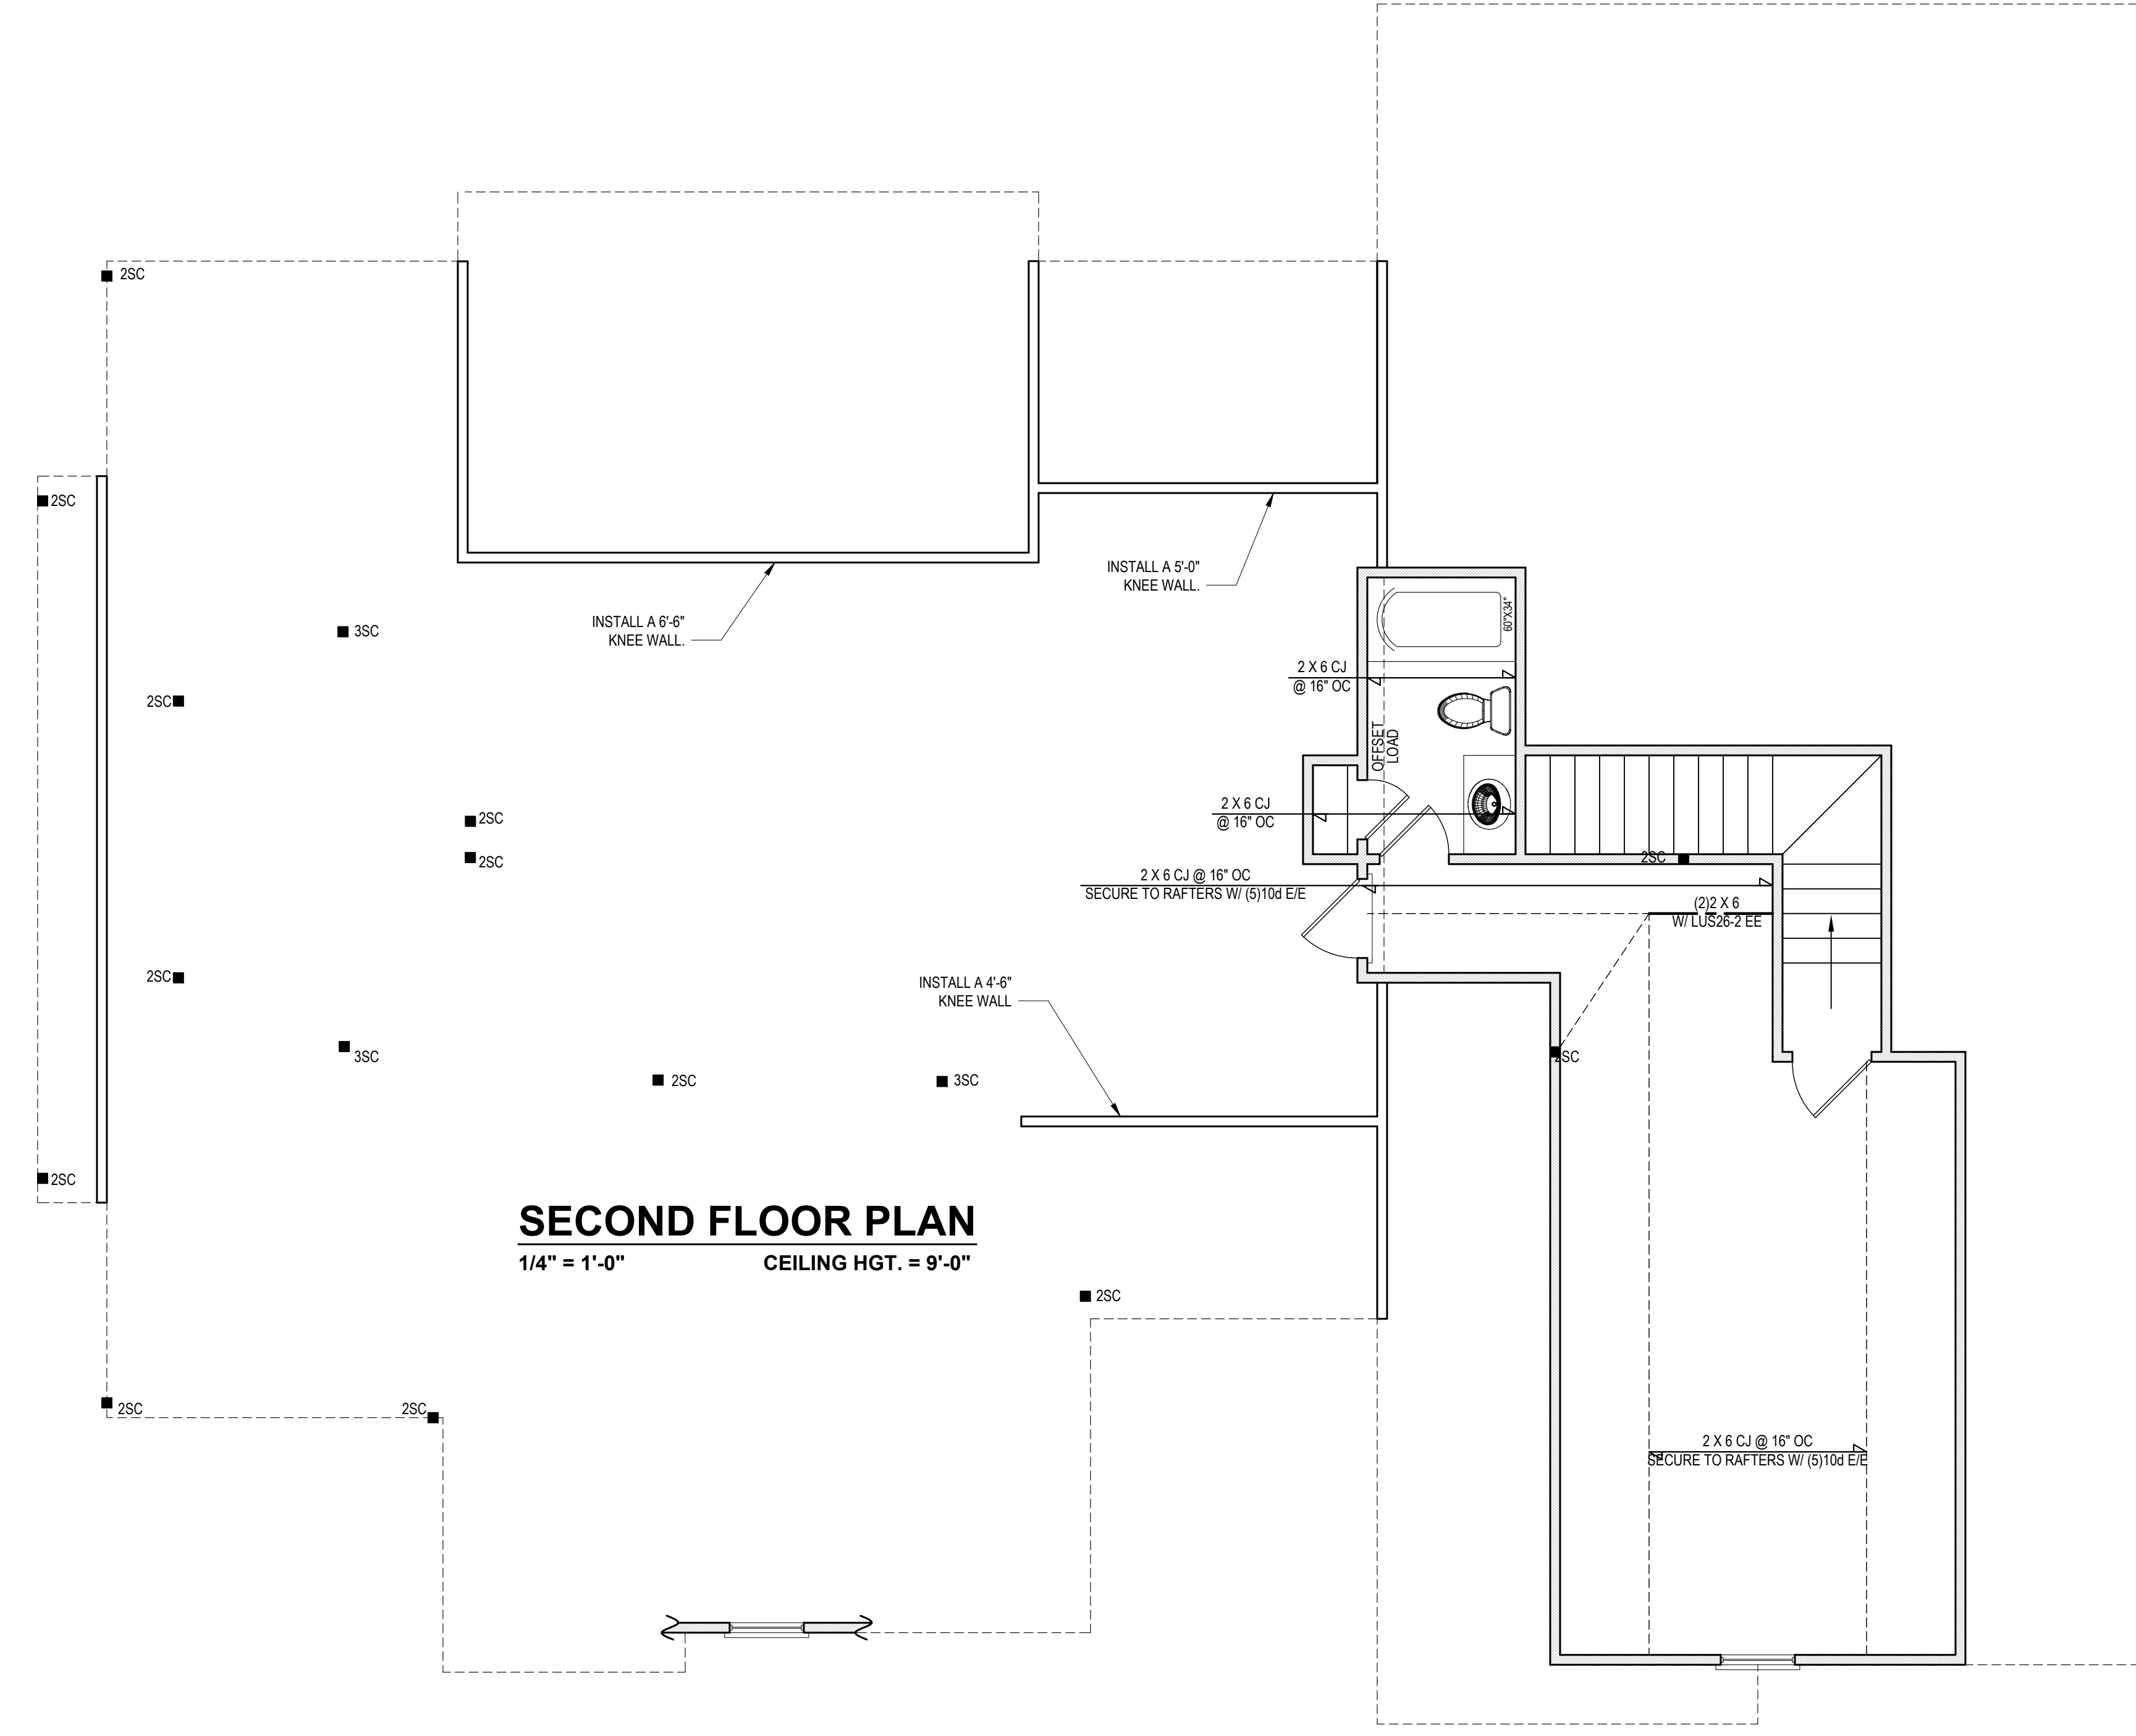 2SC
2SC
INSTALL A 5'-0"
KNEE WALL.
60"X34"
INSTALL A 6'-6"
KNEE WALL.
3SC
2 X 6 CJ
@ 16" OC
2SC
OFFSET
LOAD
2 X 6 CJ
@ 16" OC
2SC
2SC
2SC
2 X 6 CJ @ 16" OC
SECURE TO RAFTERS W/ (5)10d E/E
(2)2 X 6
W/ LUS26-2 EE
2SC
INSTALL A 4'-6"
KNEE WALL
3SC
2SC
2SC
3SC
2SC
SECOND FLOOR PLAN
1/4" = 1'-0"
CEILING HGT. = 9'-0"
2SC
2SC
2SC
2 X 6 CJ @ 16" OC
SECURE TO RAFTERS W/ (5)10d E/E